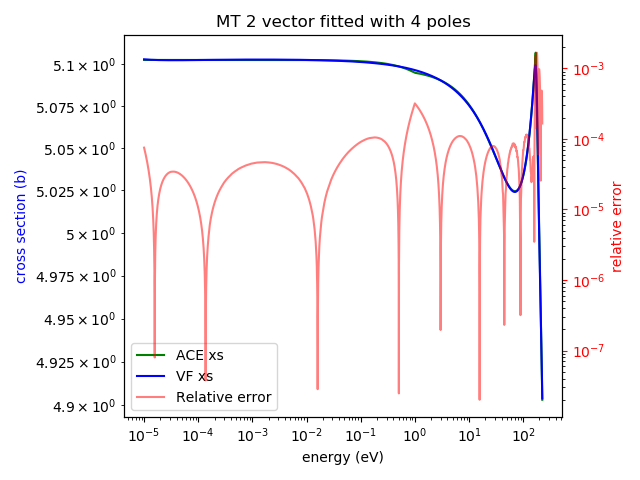 MT 2 vector fitted with 4 poles
cross section (b)
5.1 × 10⁰
5.075 × 10⁰
5.05 × 10⁰
5.025 × 10⁰
5 × 10⁰
4.975 × 10⁰
4.95 × 10⁰
4.925 × 10⁰
4.9 × 10⁰
ACE xs
VF xs
Relative error
10⁻³
10⁻⁴
10⁻⁵
10⁻⁶
10⁻⁷
relative error
10⁻⁵ 10⁻⁴ 10⁻³ 10⁻² 10⁻¹ 10⁰ 10¹ 10²
energy (eV)